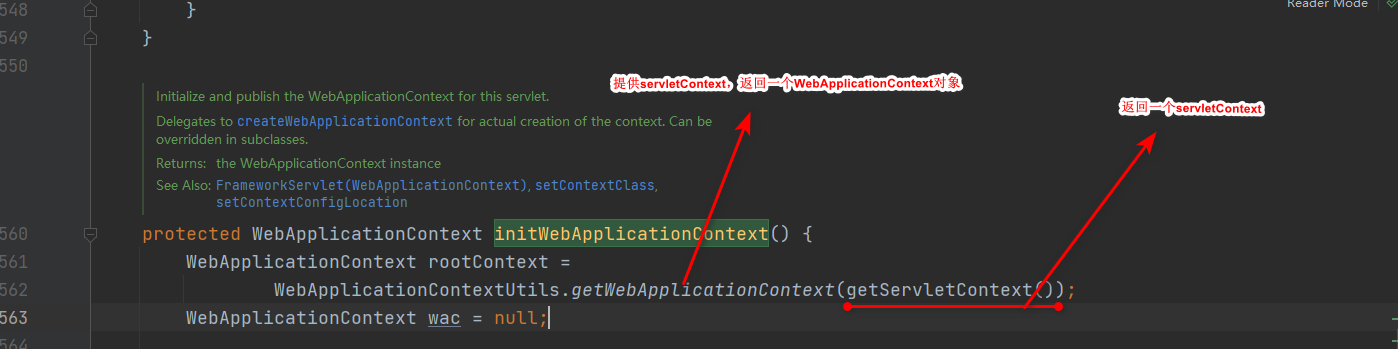 Reader Mode
548 }
549 }
550
提供servletContext，返回一个WebApplicationContext对象
返回一个servletContext
Initialize and publish the WebApplicationContext for this servlet.
Delegates to createWebApplicationContext for actual creation of the context. Can be
overridden in subclasses.
Returns: the WebApplicationContext instance
See Also: FrameworkServlet(WebApplicationContext), setContextClass,
setContextConfigLocation
560 protected WebApplicationContext initWebApplicationContext() {
561 WebApplicationContext rootContext =
562 WebApplicationContextUtils.getWebApplicationContext(getServletContext());
563 WebApplicationContext wac = null;
564